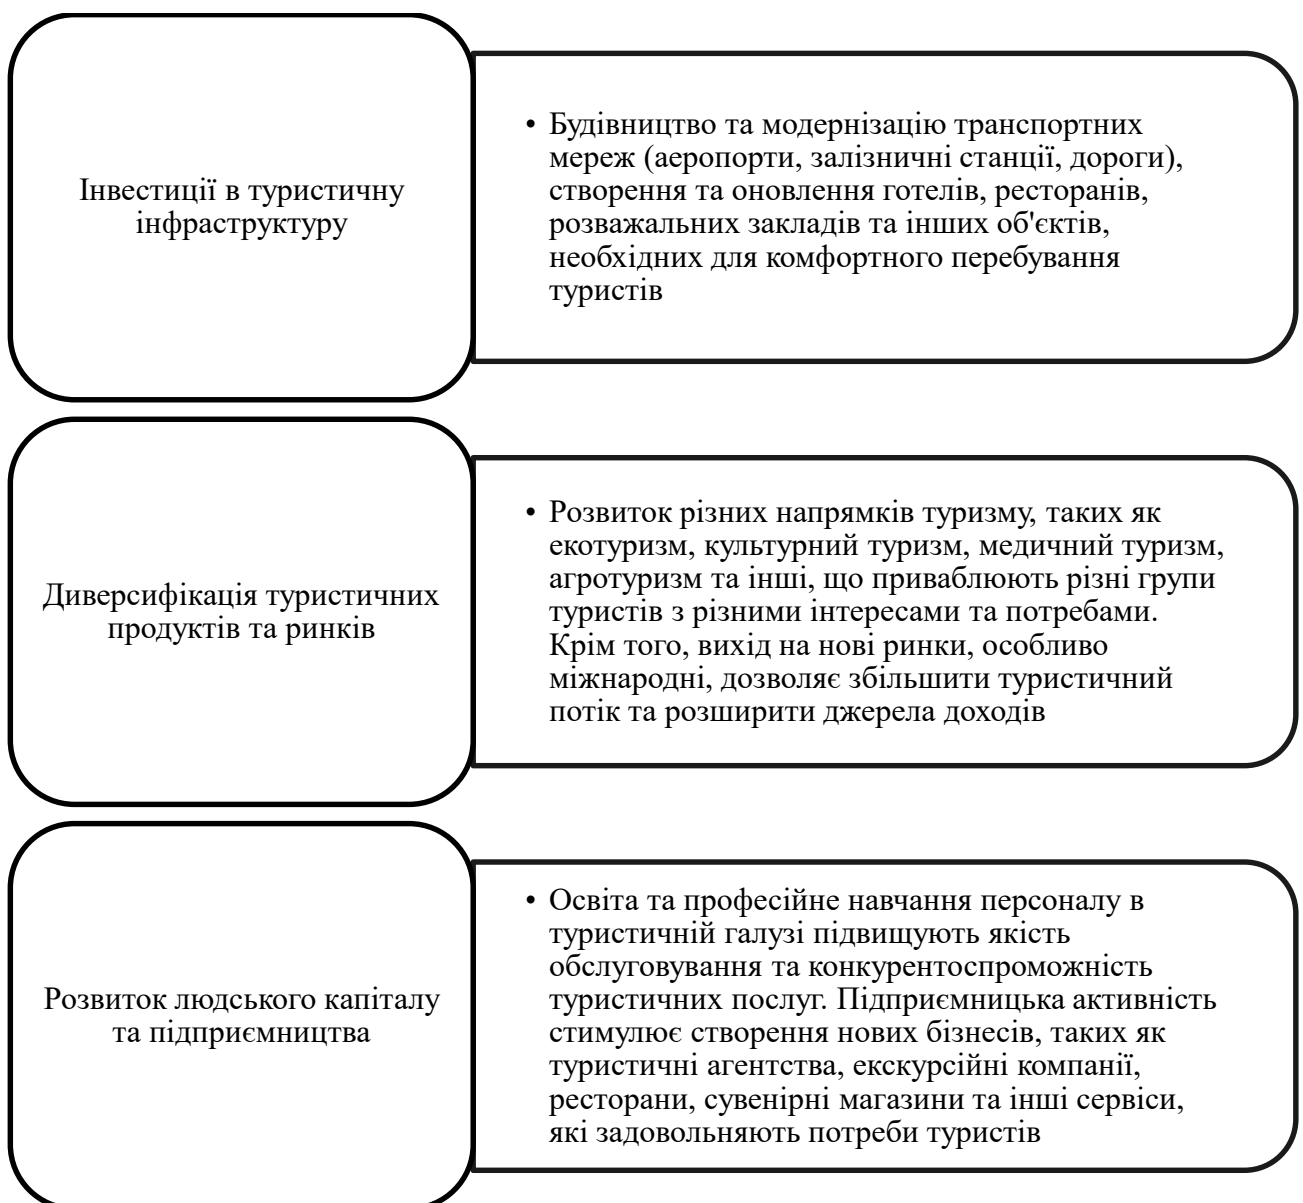 Інвестиції в туристичну
інфраструктуру
• Будівництво та модернізацію транспортних
мереж (аеропорти, залізничні станції, дороги),
створення та оновлення готелів, ресторанів,
розважальних закладів та інших об'єктів,
необхідних для комфортного перебування
туристів
Диверсифікація туристичних
продуктів та ринків
• Розвиток різних напрямків туризму, таких як
екотуризм, культурний туризм, медичний туризм,
агротуризм та інші, що приваблюють різні групи
туристів з різними інтересами та потребами.
Крім того, вихід на нові ринки, особливо
міжнародні, дозволяє збільшити туристичний
потік та розширити джерела доходів
Розвиток людського капіталу
та підприємництва
• Освіта та професійне навчання персоналу в
туристичній галузі підвищують якість
обслуговування та конкурентоспроможність
туристичних послуг. Підприємницька активність
стимулює створення нових бізнесів, таких як
туристичні агентства, екскурсійні компанії,
ресторани, сувенірні магазини та інші сервіси,
які задовольняють потреби туристів